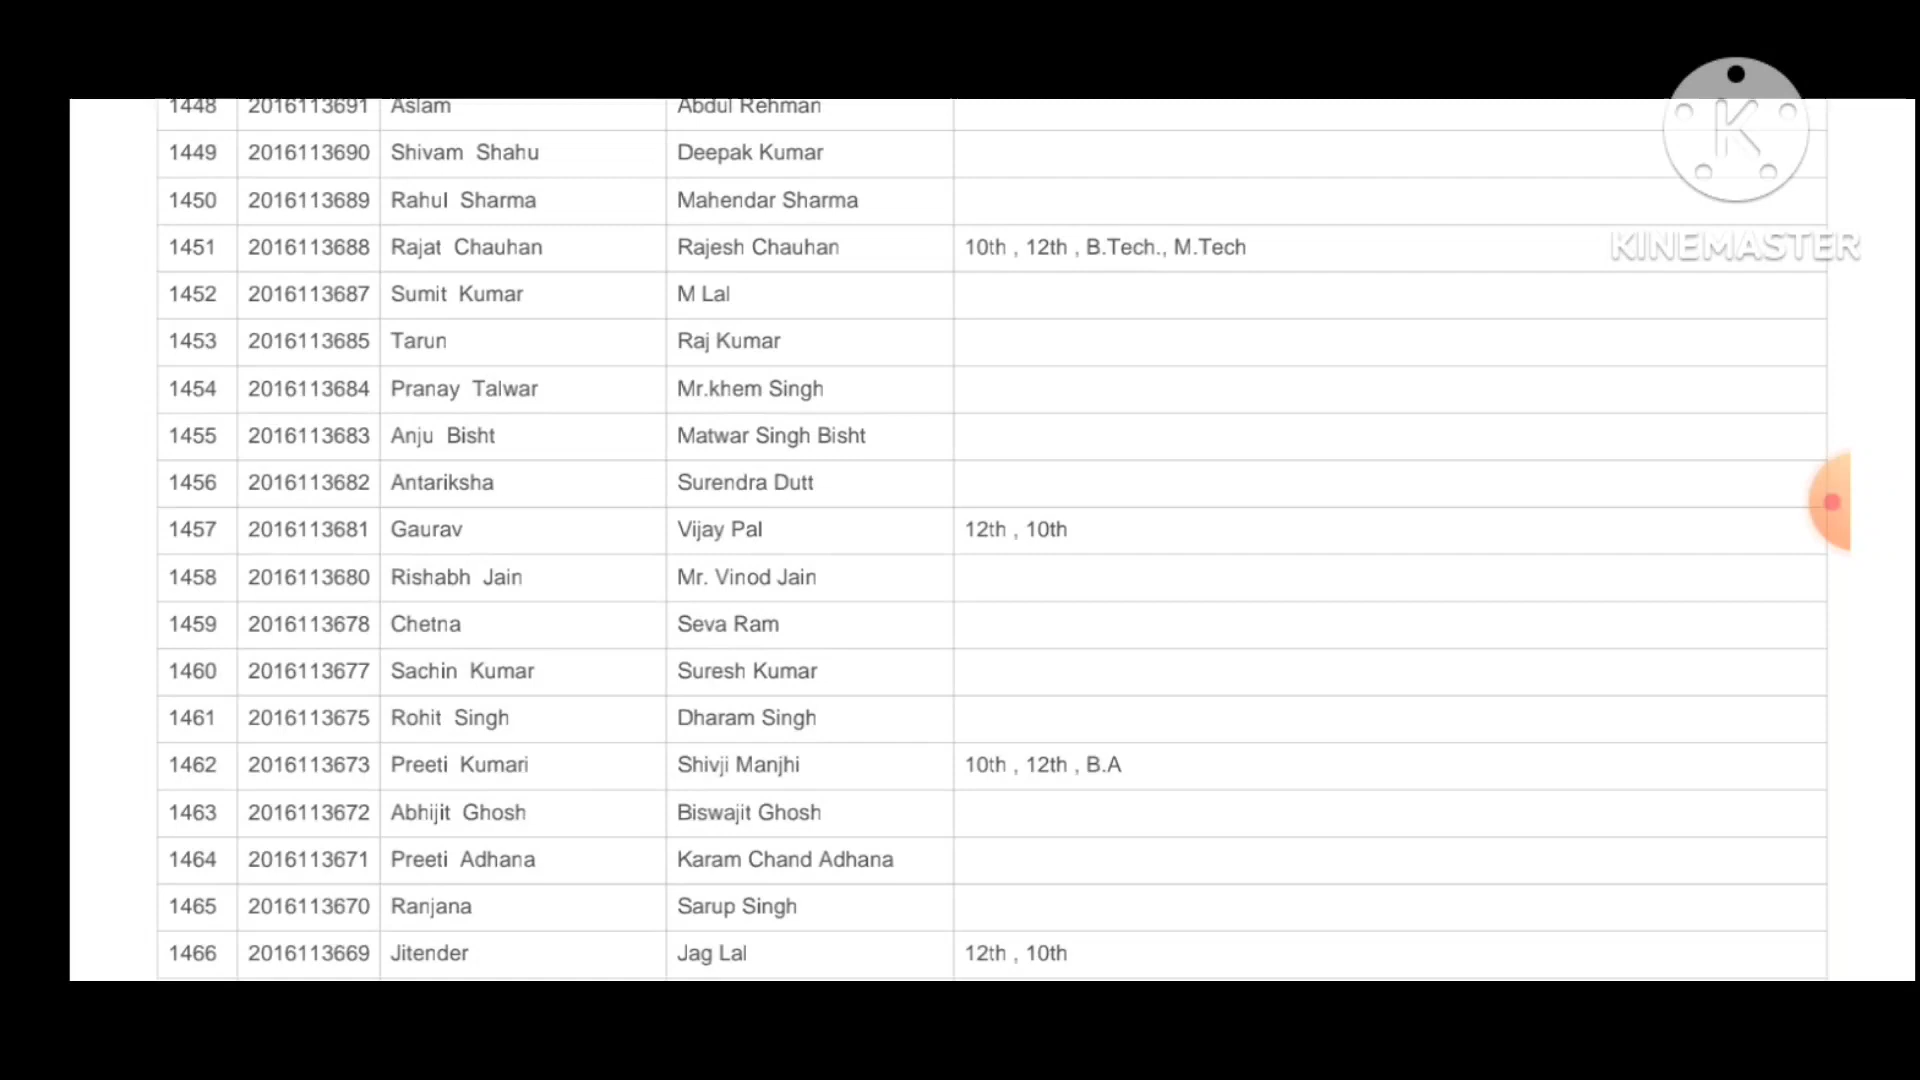 1448 2016113691 Aslam Abdul Rehman
1449 2016113690 Shivam Shahu Deepak Kumar
1450 2016113689 Rahul Sharma Mahendar Sharma
1451 2016113688 Rajat Chauhan Rajesh Chauhan 10th , 12th , B.Tech., M.Tech
KINEMASTER
1452 2016113687 Sumit Kumar M Lal
1453 2016113685 Tarun Raj Kumar
1454 2016113684 Pranay Talwar Mr.khem Singh
1455 2016113683 Anju Bisht Matwar Singh Bisht
1456 2016113682 Antariksha Surendra Dutt
1457 2016113681 Gaurav Vijay Pal 12th , 10th
1458 2016113680 Rishabh Jain Mr. Vinod Jain
1459 2016113678 Chetna Seva Ram
1460 2016113677 Sachin Kumar Suresh Kumar
1461 2016113675 Rohit Singh Dharam Singh
1462 2016113673 Preeti Kumari Shivji Manjhi 10th , 12th , B.A
1463 2016113672 Abhijit Ghosh Biswajit Ghosh
1464 2016113671 Preeti Adhana Karam Chand Adhana
1465 2016113670 Ranjana Sarup Singh
1466 2016113669 Jitender Jag Lal 12th , 10th